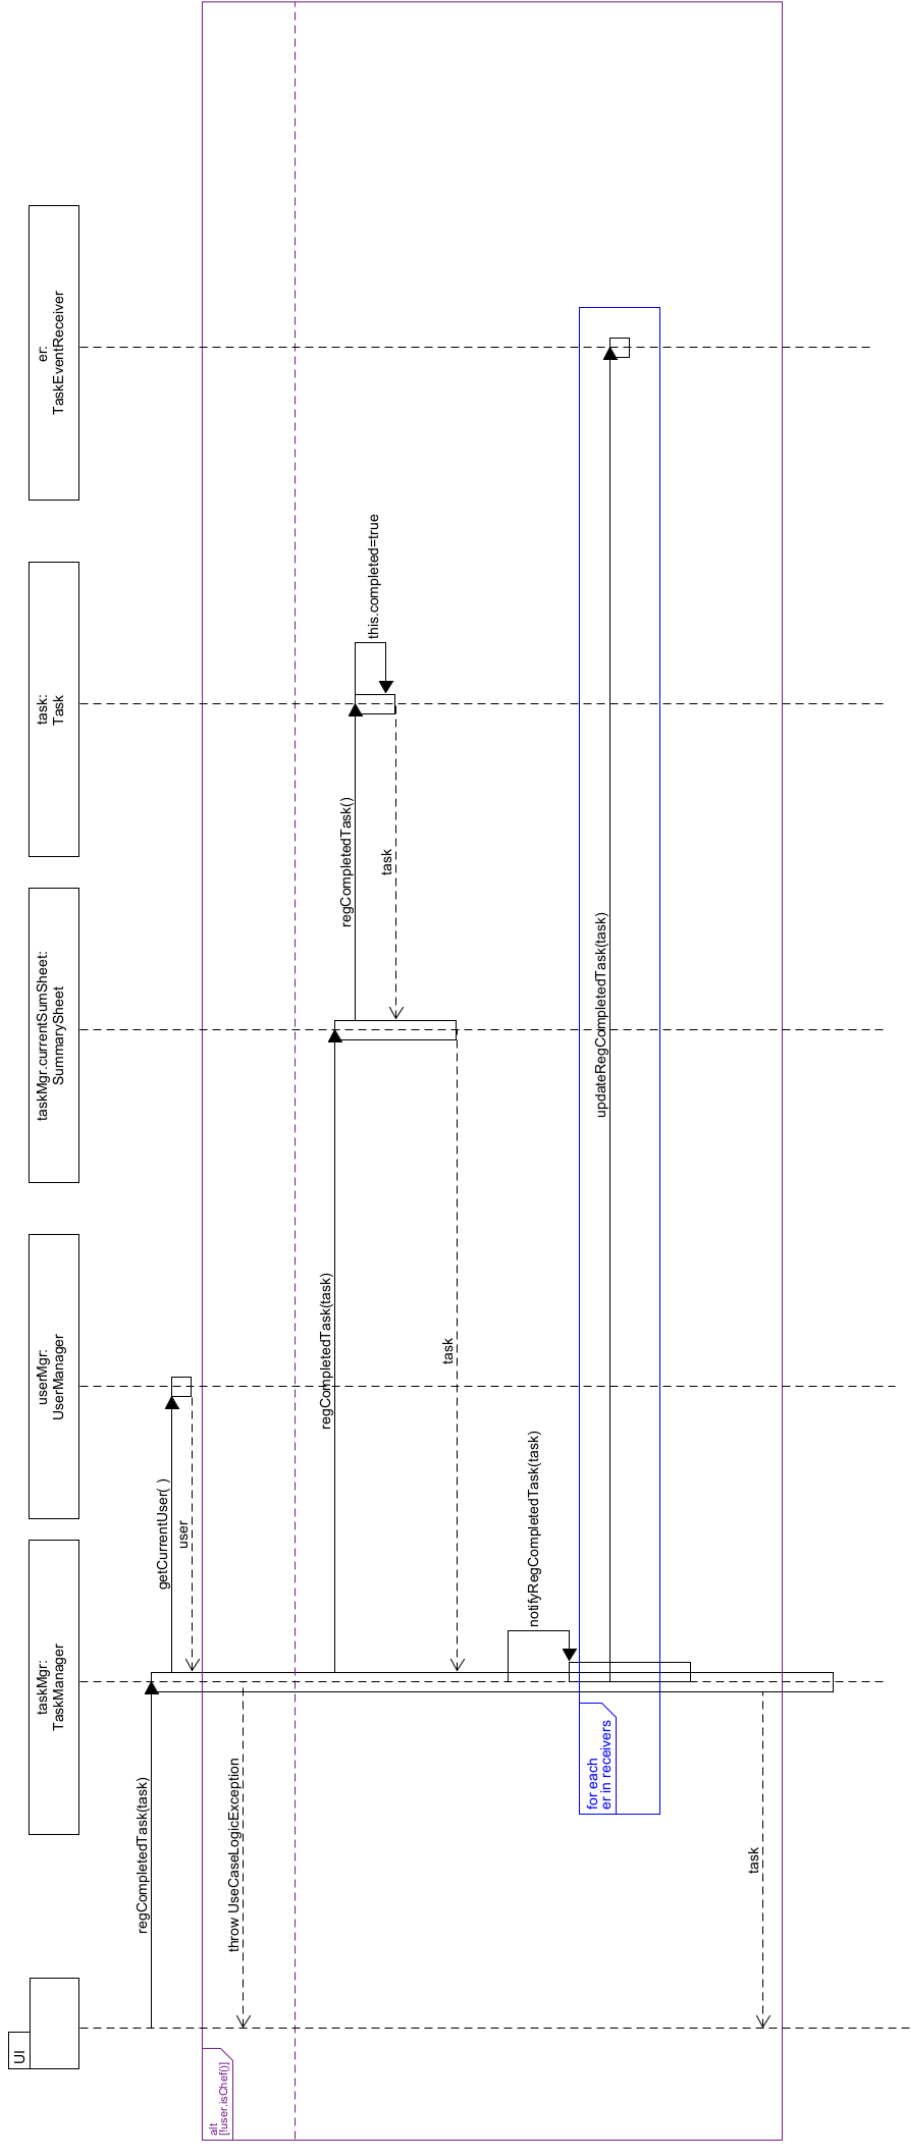 UI
taskMgr:
TaskManager
userMgr:
UserManager
taskMgr.currentSumSheet:
SummarySheet
task:
Task
er:
TaskEventReceiver
regCompletedTask(task)
getCurrentUser( )
user
alt
[!user.isChef()]
throw UseCaseLogicException
regCompletedTask(task)
regCompletedTask()
this.completed=true
task
task
notifyRegCompletedTask(task)
for each
er in receivers
updateRegCompletedTask(task)
task